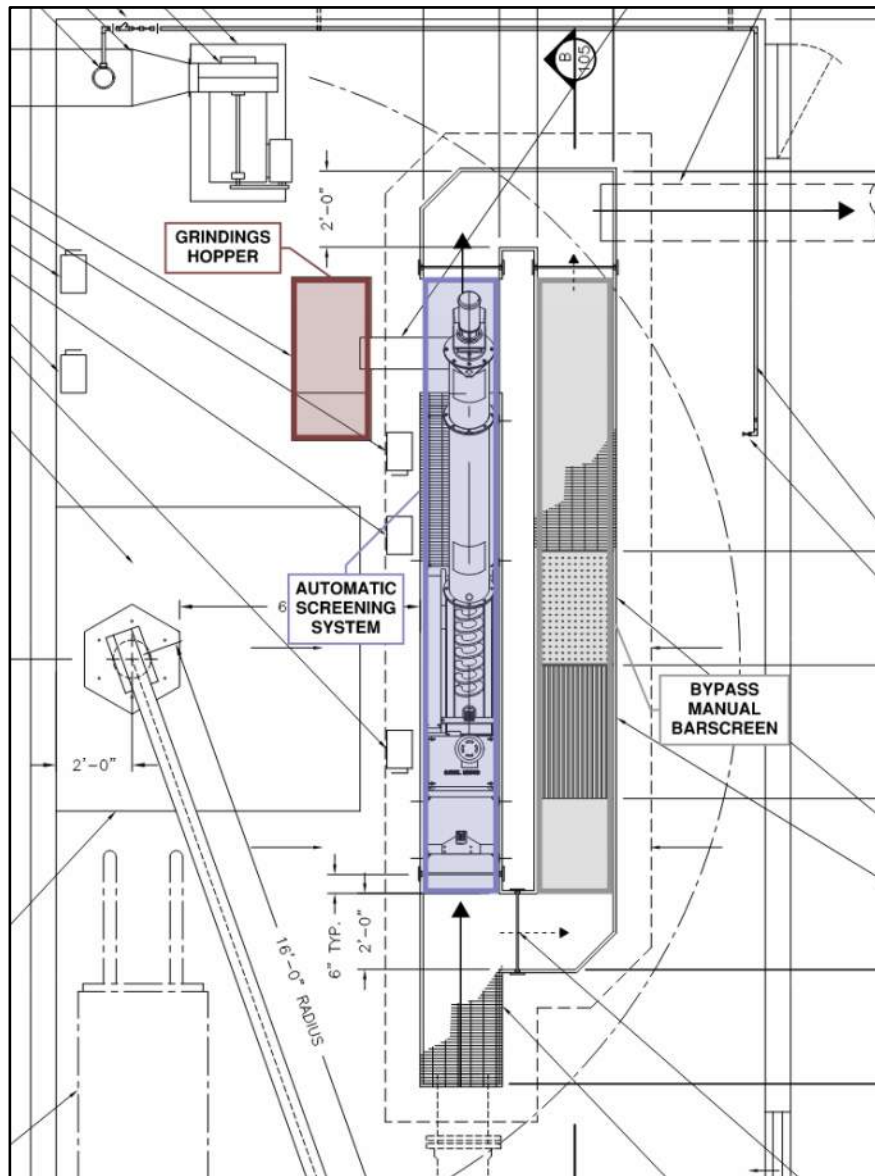 B
105
2'-0"
GRINDINGS
HOPPER
AUTOMATIC
SCREENING
SYSTEM
6
BYPASS
MANUAL
BARSCREEN
2'-0"
6" TYP.
2'-0"
16'-0" RADIUS